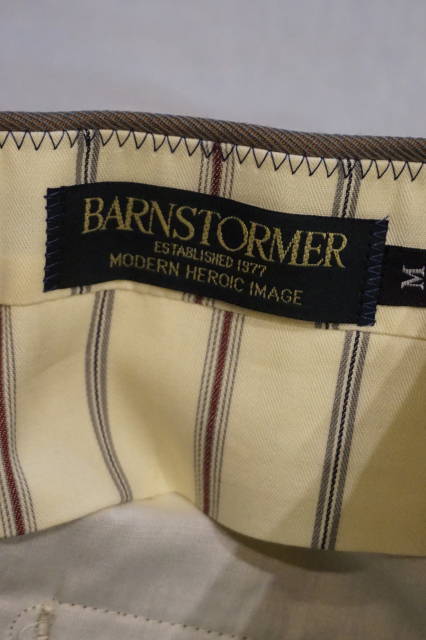 BARNSTORMER
ESTABLISHED 1977
MODERN HEROIC IMAGE
M